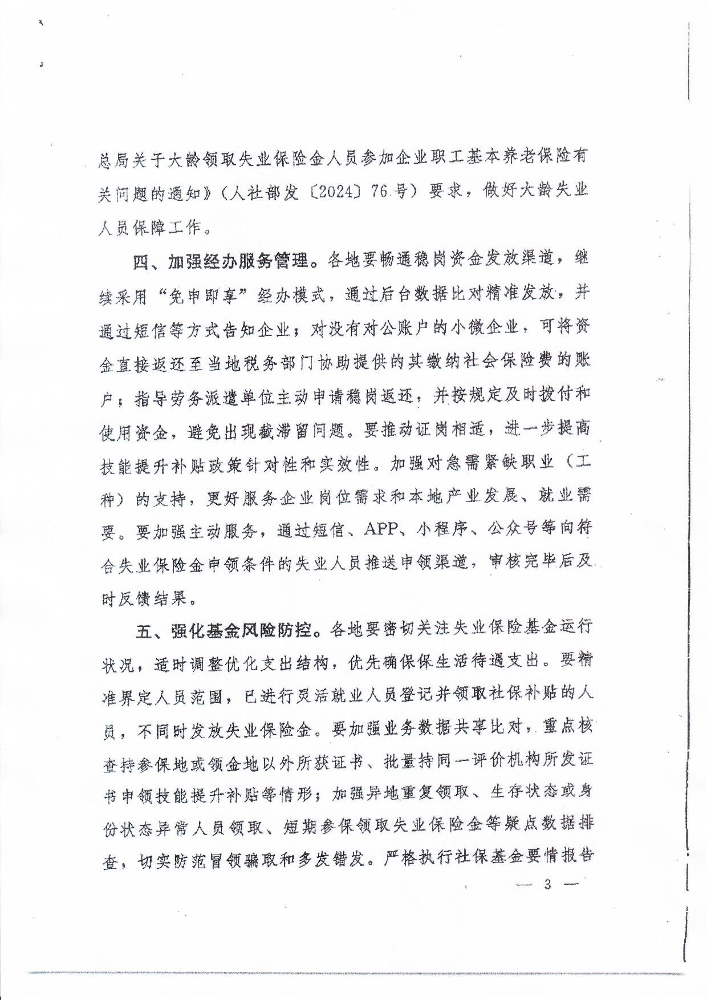 总局关于大龄领取失业保险金人员参加企业职工基本养老保险有
关问题的通知》（人社部发〔2024〕76号）要求，做好大龄失业
人员保障工作。
四、加强经办服务管理。各地要畅通稳岗资金发放渠道，继
续采用“免申即享”经办模式，通过后台数据比对精准发放，并
通过短信等方式告知企业；对没有对公账户的小微企业，可将资
金直接返还至当地税务部门协助提供的其缴纳社会保险费的账
户；指导劳务派遣单位主动申请稳岗返还，并按规定及时拨付和
使用资金，避免出现截滞留问题。要推动证岗相适，进一步提高
技能提升补贴政策针对性和实效性。加强对急需紧缺职业（工
种）的支持，更好服务企业岗位需求和本地产业发展、就业需
要。要加强主动服务，通过短信、APP、小程序、公众号等向符
合失业保险金申领条件的失业人员推送申领渠道，审核完毕后及
时反馈结果。
五、强化基金风险防控。各地要密切关注失业保险基金运行
状况，适时调整优化支出结构，优先确保保生活待遇支出。要精
准界定人员范围，已进行灵活就业人员登记并领取社保补贴的人
员，不同时发放失业保险金。要加强业务数据共享比对，重点核
查持参保地或领金地以外所获证书、批量持同一评价机构所发证
书申领技能提升补贴等情形；加强异地重复领取、生存状态或身
份状态异常人员领取、短期参保领取失业保险金等疑点数据排
查，切实防范冒领骗取和多发错发。严格执行社保基金要情报告
— 3 —